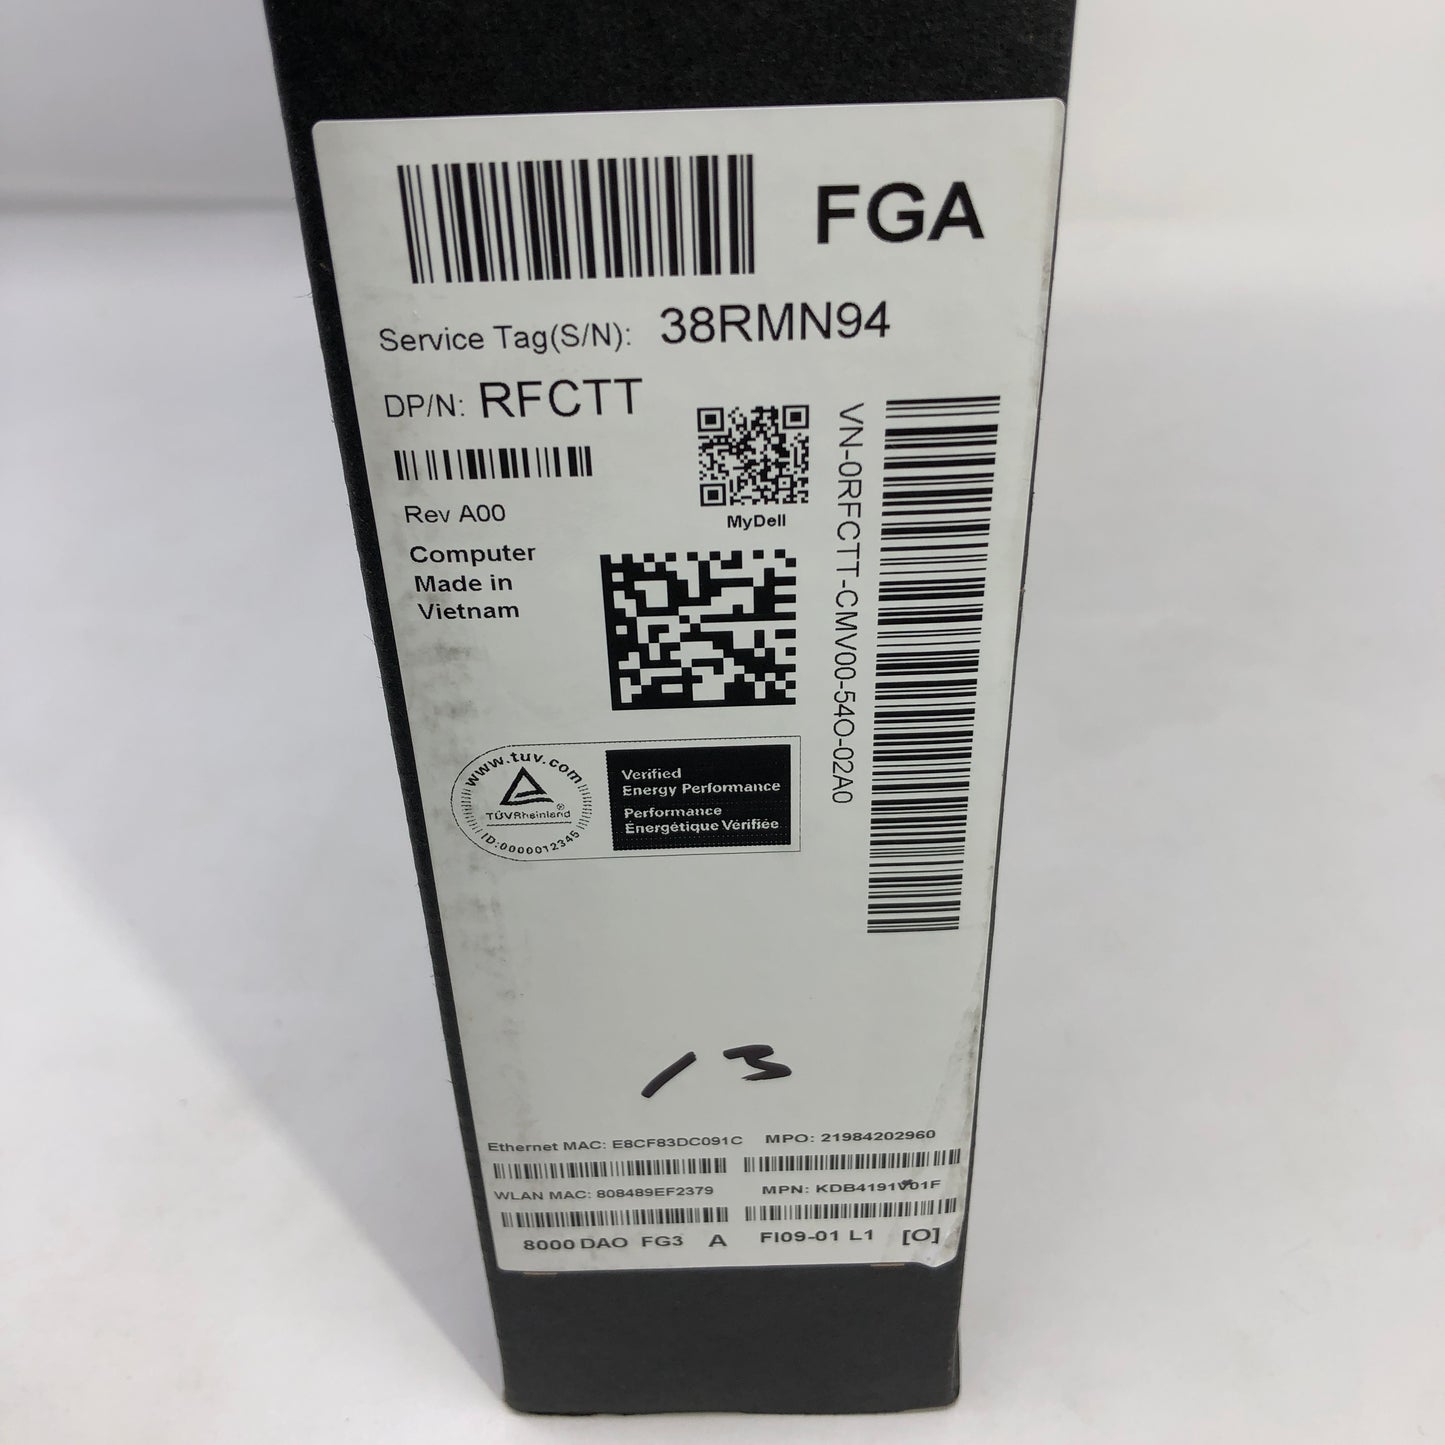 FGA
Service Tag(S/N): 38RMN94
DP/N: RFCTT
Rev A00
Computer
Made in
Vietnam
MyDell
VN-0RFCTT-CMV00-54O-02A0
www.tuv.com
TÜVRheinland®
ID:0000012345
Verified
Energy Performance
Performance
Énergétique Vérifiée
13
Ethernet MAC: E8CF83DC091C MPO: 21984202960
WLAN MAC: 808489EF2379 MPN: KDB4191V01F
8000 DAO FG3 A FI09-01 L1 [O]